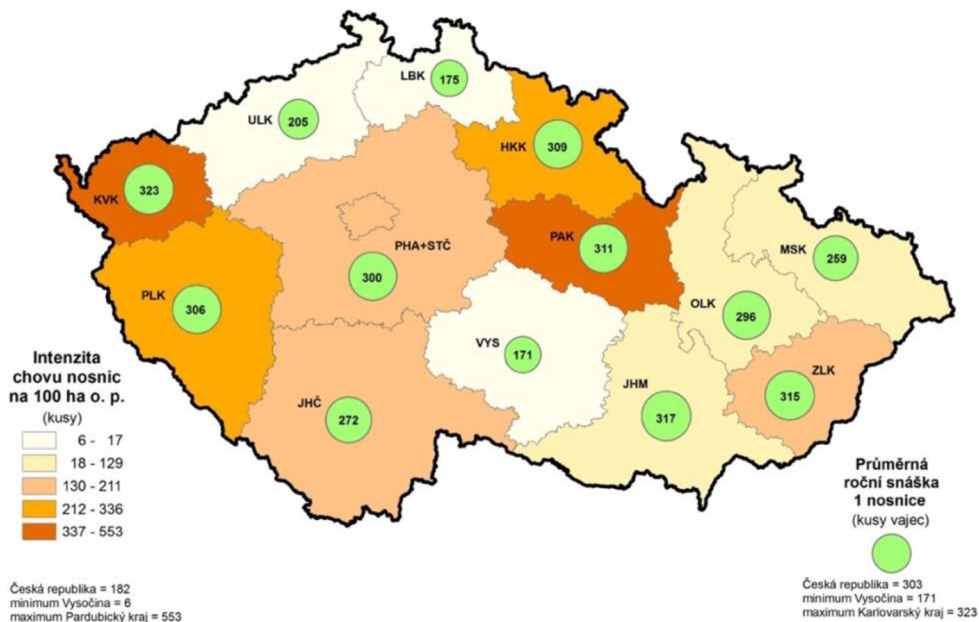 LBK
175
ULK
205
HKK
309
KVK
323
PHA+STČ
300
PAK
311
MSK
259
PLK
306
OLK
296
VYS
171
ZLK
315
JHČ
272
JHM
317
Intenzita
chovu nosnic
na 100 ha o. p.
(kusy)
6 - 17
18 - 129
130 - 211
212 - 336
337 - 553
Česká republika = 182
minimum Vysočina = 6
maximum Pardubický kraj = 553
Průměrná
roční snáška
1 nosnice
(kusy vajec)
Česká republika = 303
minimum Vysočina = 171
maximum Karlovarský kraj = 323